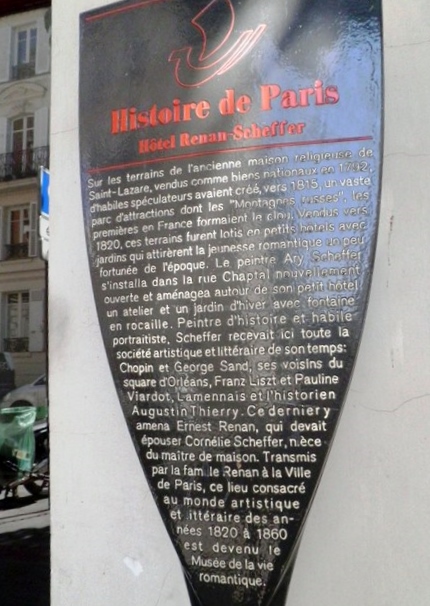 Histoire de Paris
Hôtel Renan-Scheffer
Sur les terrains de l'ancienne maison religieuse de
Saint-Lazare, vendus comme biens nationaux en 1792,
d'habiles spéculateurs avaient créé, vers 1815, un vaste
parc d'attractions dont les "Montagnes russes", les
premières en France formaient le clou. Vendus vers
1820, ces terrains furent lotis en petits hôtels avec
jardins qui attirèrent la jeunesse romantique un peu
fortunée de l'époque. Le peintre Ary Scheffer
s'installa dans la rue Chaptal nouvellement
ouverte et aménagea autour de son petit hôtel
un atelier et un jardin d'hiver avec fontaine
en rocaille. Peintre d'histoire et habile
portraitiste, Scheffer recevait ici toute la
société artistique et littéraire de son temps:
Chopin et George Sand, ses voisins du
square d'Orléans, Franz Liszt et Pauline
Viardot, Lamennais et l'historien
Augustin Thierry. Ce dernier y
amena Ernest Renan, qui devait
épouser Cornélie Scheffer, nièce
du maître de maison. Transmis
par la famille Renan à la Ville
de Paris, ce lieu consacré
au monde artistique
et littéraire des an-
nées 1820 à 1860
est devenu le
Musée de la vie
romantique.